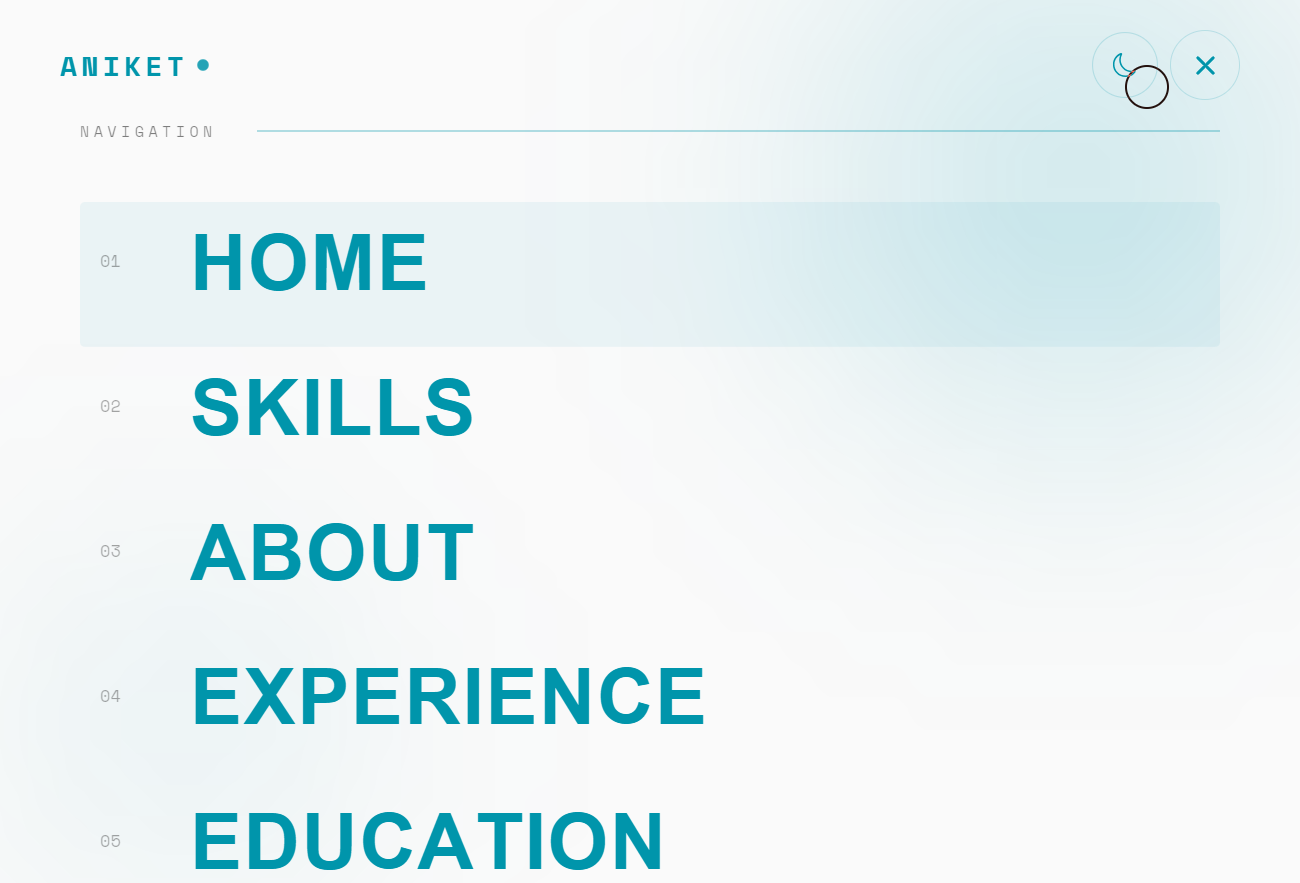 ANIKET
NAVIGATION
01 HOME
02 SKILLS
03 ABOUT
04 EXPERIENCE
05 EDUCATION